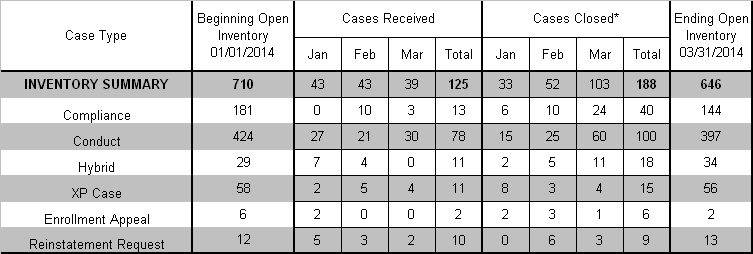 Case Type Beginning Open Inventory 01/01/2014 Cases Received Cases Closed* Ending Open Inventory 03/31/2014
Jan Feb Mar Total Jan Feb Mar Total
INVENTORY SUMMARY 710 43 43 39 125 33 52 103 188 646
Compliance 181 0 10 3 13 6 10 24 40 144
Conduct 424 27 21 30 78 15 25 60 100 397
Hybrid 29 7 4 0 11 2 5 11 18 34
XP Case 58 2 5 4 11 8 3 4 15 56
Enrollment Appeal 6 2 0 0 2 2 3 1 6 2
Reinstatement Request 12 5 3 2 10 0 6 3 9 13